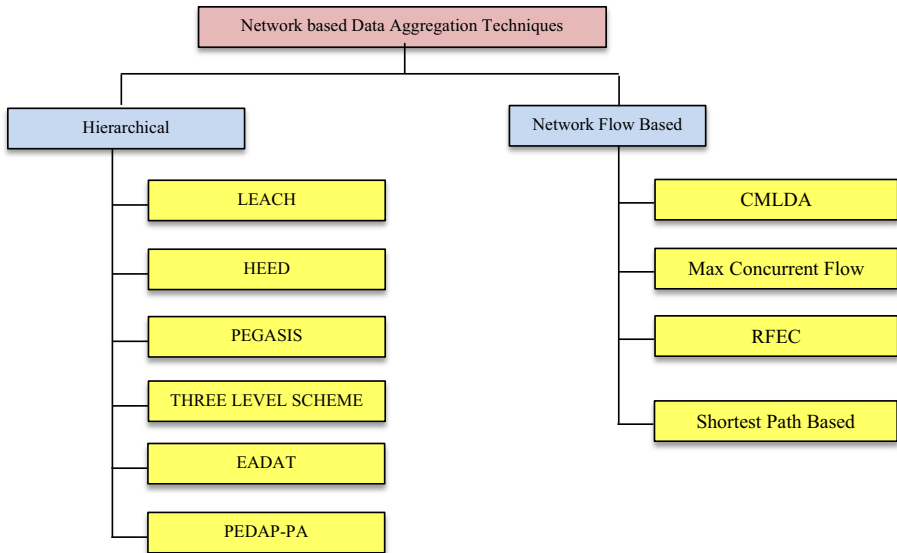 Network based Data Aggregation Techniques
Hierarchical
LEACH
HEED
PEGASIS
THREE LEVEL SCHEME
EADAT
PEDAP-PA
Network Flow Based
CMLDA
Max Concurrent Flow
RFEC
Shortest Path Based